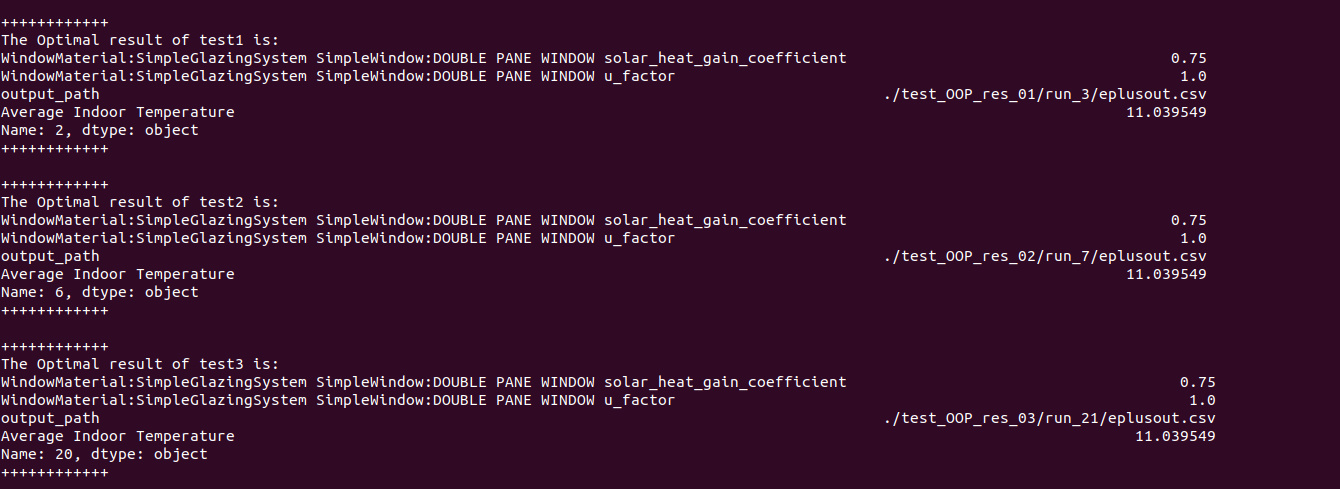 ++++++++++++
The Optimal result of test1 is:
WindowMaterial:SimpleGlazingSystem SimpleWindow:DOUBLE PANE WINDOW solar_heat_gain_coefficient 0.75
WindowMaterial:SimpleGlazingSystem SimpleWindow:DOUBLE PANE WINDOW u_factor 1.0
output_path ./test_OOP_res_01/run_3/eplusout.csv
Average Indoor Temperature 11.039549
Name: 2, dtype: object
++++++++++++
++++++++++++
The Optimal result of test2 is:
WindowMaterial:SimpleGlazingSystem SimpleWindow:DOUBLE PANE WINDOW solar_heat_gain_coefficient 0.75
WindowMaterial:SimpleGlazingSystem SimpleWindow:DOUBLE PANE WINDOW u_factor 1.0
output_path ./test_OOP_res_02/run_7/eplusout.csv
Average Indoor Temperature 11.039549
Name: 6, dtype: object
++++++++++++
++++++++++++
The Optimal result of test3 is:
WindowMaterial:SimpleGlazingSystem SimpleWindow:DOUBLE PANE WINDOW solar_heat_gain_coefficient 0.75
WindowMaterial:SimpleGlazingSystem SimpleWindow:DOUBLE PANE WINDOW u_factor 1.0
output_path ./test_OOP_res_03/run_21/eplusout.csv
Average Indoor Temperature 11.039549
Name: 20, dtype: object
++++++++++++